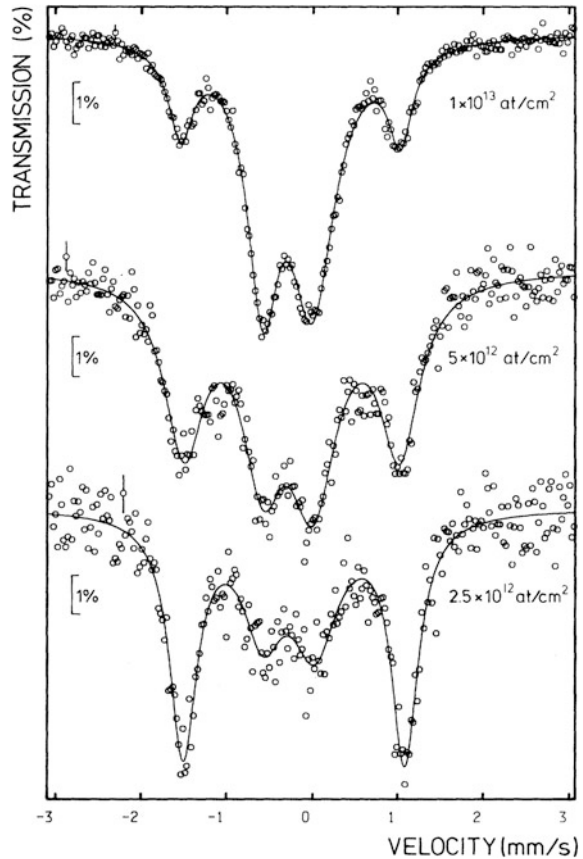 TRANSMISSION (%)
1%
1×10¹³ at/cm²
1%
5×10¹² at/cm²
1%
2.5×10¹² at/cm²
-3 -2 -1 0 1 2 3
VELOCITY (mm/s)